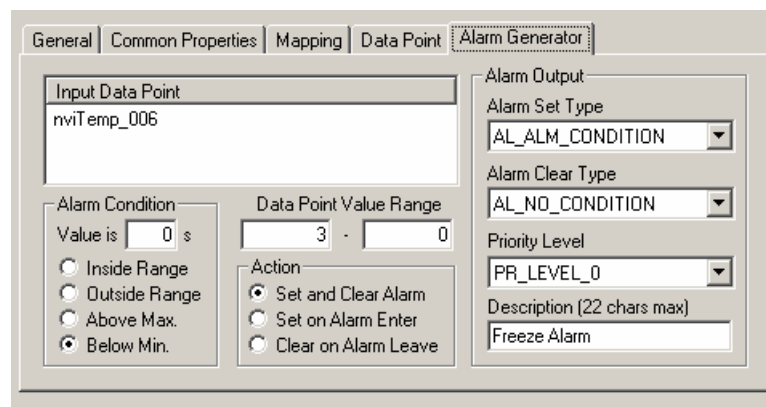 General Common Properties Mapping Data Point Alarm Generator
Input Data Point
nviTemp_006
Alarm Condition
Value is 0 s
Inside Range
Outside Range
Above Max.
Below Min.
Data Point Value Range
3 - 0
Action
Set and Clear Alarm
Set on Alarm Enter
Clear on Alarm Leave
Alarm Output
Alarm Set Type
AL_ALM_CONDITION
Alarm Clear Type
AL_NO_CONDITION
Priority Level
PR_LEVEL_0
Description (22 chars max)
Freeze Alarm